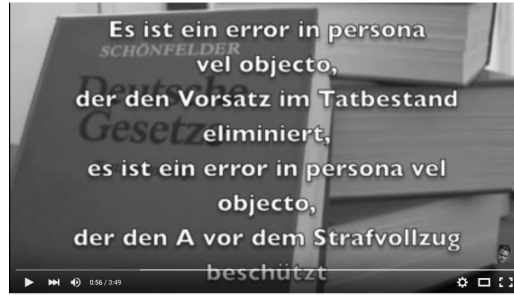 Es ist ein error in persona
SCHÖNFELDER
vel objecto,
Deutsche
der den Vorsatz im Tatbestand
Gesetze
eliminiert,
es ist ein error in persona vel
objecto,
der den A vor dem Strafvollzug
beschützt
0:56 / 3:49